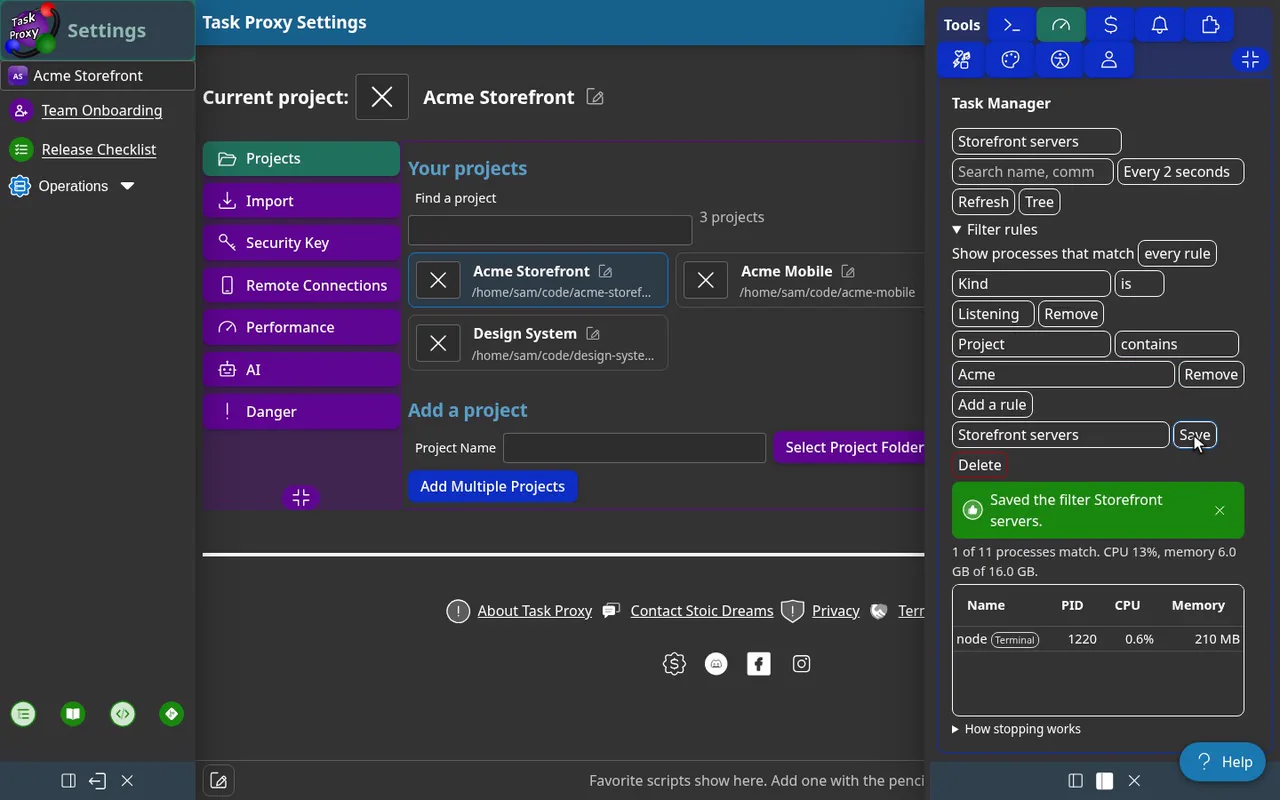 Task
Proxy
Settings
AS Acme Storefront
Team Onboarding
Release Checklist
Operations
Task Proxy Settings
Current project:
Acme Storefront
Projects
Import
Security Key
Remote Connections
Performance
AI
Danger
Your projects
Find a project
3 projects
Acme Storefront
/home/sam/code/acme-storef...
Acme Mobile
/home/sam/code/acme-mobile
Design System
/home/sam/code/design-syste...
Add a project
Project Name
Select Project Folder
Add Multiple Projects
About Task Proxy
Contact Stoic Dreams
Privacy
Terr
Favorite scripts show here. Add one with the penci
Tools
Task Manager
Storefront servers
Search name, comm
Every 2 seconds
Refresh
Tree
Filter rules
Show processes that match every rule
Kind
is
Listening
Remove
Project
contains
Acme
Remove
Add a rule
Storefront servers
Save
Delete
Saved the filter Storefront
servers.
1 of 11 processes match. CPU 13%, memory 6.0
GB of 16.0 GB.
Name PID CPU Memory
node Terminal 1220 0.6% 210 MB
How stopping works
? Help